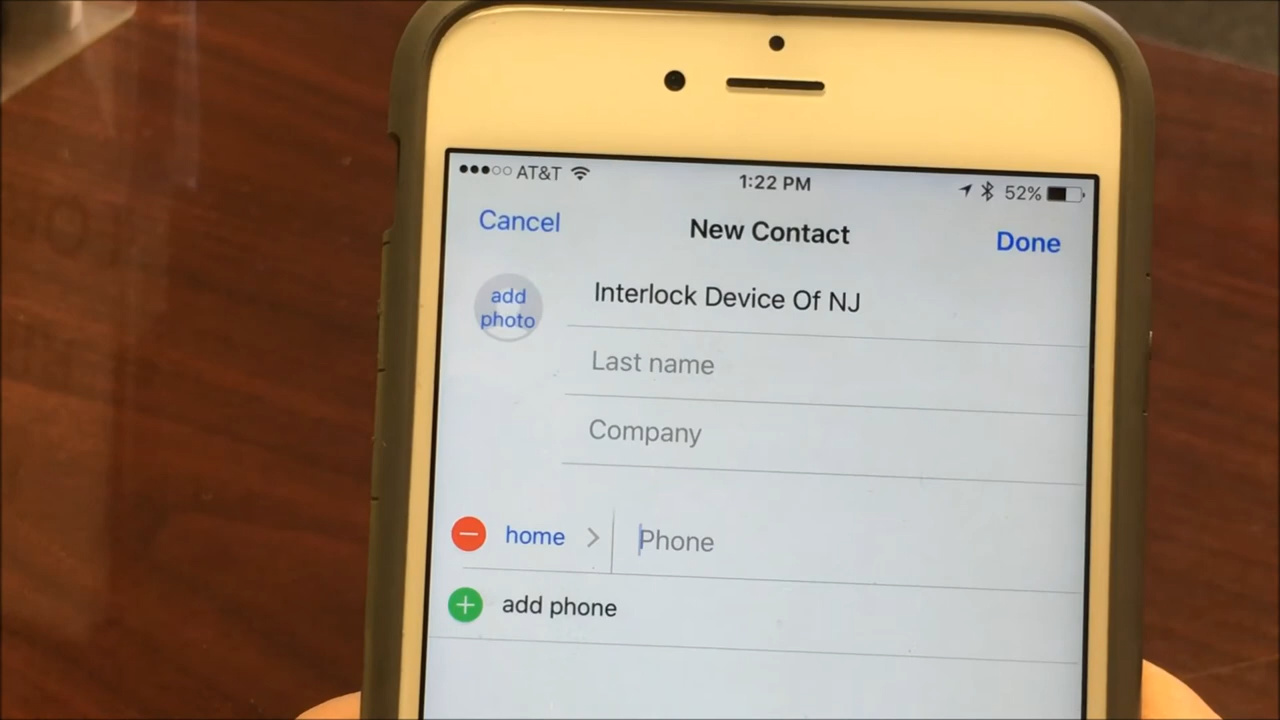 ●●●○○ AT&T 1:22 PM 52%
Cancel New Contact Done
add
photo
Interlock Device Of NJ
Last name
Company
home Phone
add phone